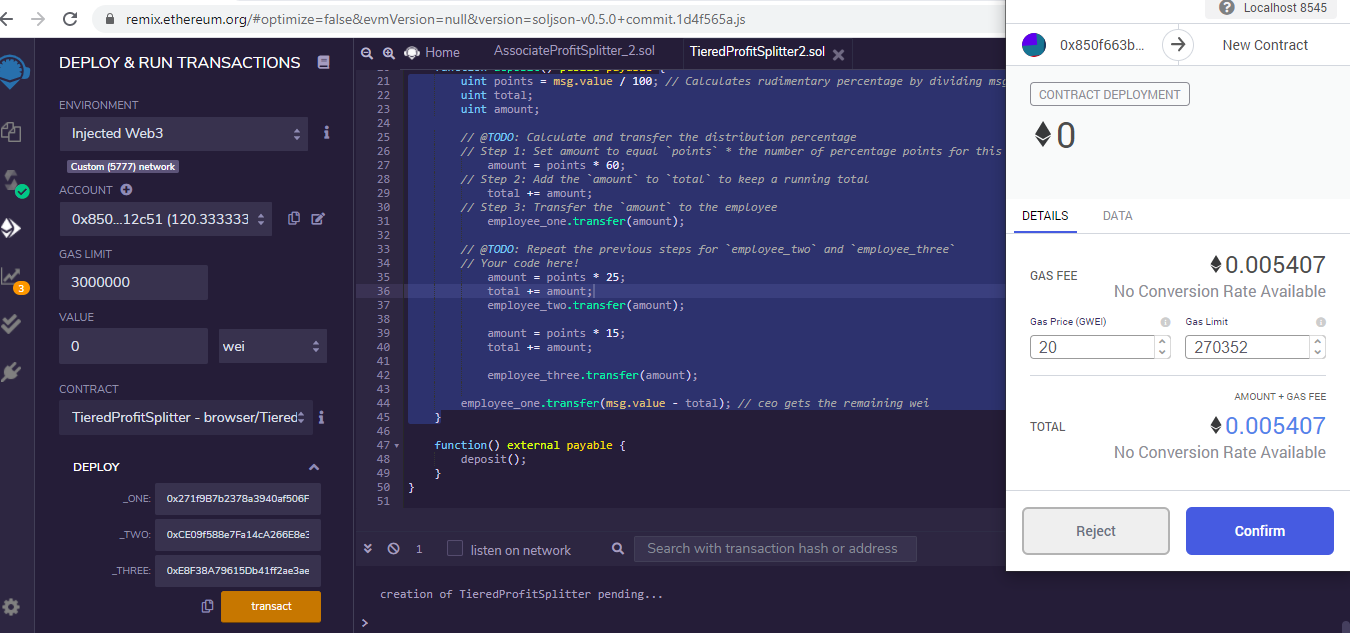 remix.ethereum.org/#optimize=false&evmVersion=null&version=soljson-v0.5.0+commit.1d4f565a.js
DEPLOY & RUN TRANSACTIONS
ENVIRONMENT
Injected Web3
Custom (5777) network
ACCOUNT
0x850...12c51 (120.333333
GAS LIMIT
3000000
VALUE
0
wei
CONTRACT
TieredProfitSplitter - browser/Tiered
DEPLOY
_ONE:
0x271f9B7b2378a3940af506F
_TWO:
0xCE09f588e7Fa14cA266E8e3
_THREE:
0xE8F38A79615Db41ff2ae3ae
transact
3
Home
AssociateProfitSplitter_2.sol
TieredProfitSplitter2.sol
21 uint points = msg.value / 100; // Calculates rudimentary percentage by dividing msg
22 uint total;
23 uint amount;
24
25 // @TODO: Calculate and transfer the distribution percentage
26 // Step 1: Set amount to equal `points` * the number of percentage points for this
27 amount = points * 60;
28 // Step 2: Add the `amount` to `total` to keep a running total
29 total += amount;
30 // Step 3: Transfer the `amount` to the employee
31 employee_one.transfer(amount);
32
33 // @TODO: Repeat the previous steps for `employee_two` and `employee_three`
34 // Your code here!
35 amount = points * 25;
36 total += amount;
37 employee_two.transfer(amount);
38
39 amount = points * 15;
40 total += amount;
41
42 employee_three.transfer(amount);
43
44 employee_one.transfer(msg.value - total); // ceo gets the remaining wei
45 }
46
47 function() external payable {
48 deposit();
49 }
50 }
51
1
listen on network
Search with transaction hash or address
creation of TieredProfitSplitter pending...
>
Localhost 8545
0x850f663b...
New Contract
CONTRACT DEPLOYMENT
0
DETAILS
DATA
GAS FEE
0.005407
No Conversion Rate Available
Gas Price (GWEI)
Gas Limit
20
270352
AMOUNT + GAS FEE
TOTAL
0.005407
No Conversion Rate Available
Reject
Confirm